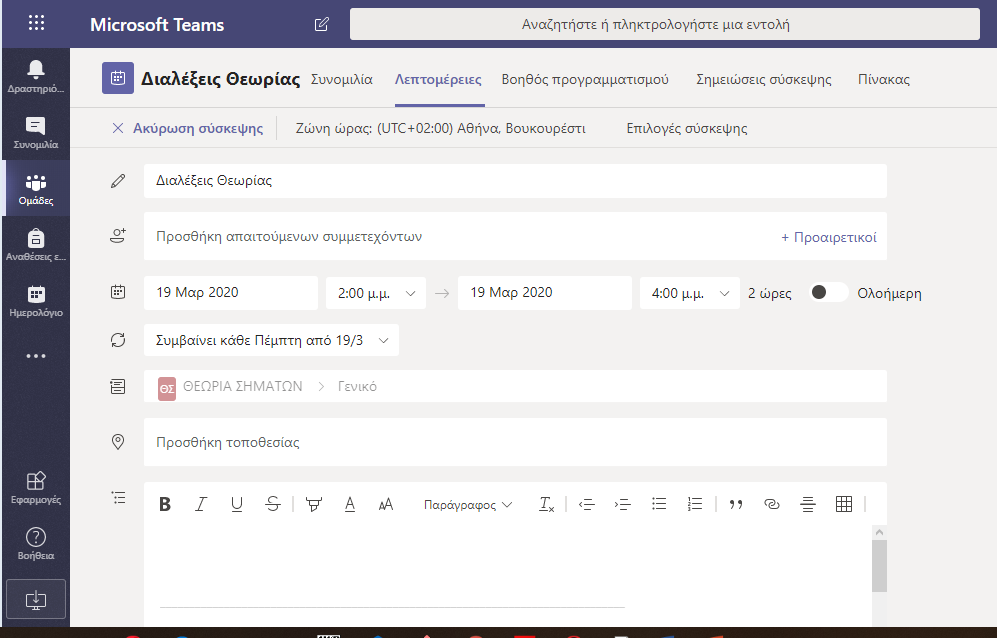 Microsoft Teams
Αναζητήστε ή πληκτρολογήστε μια εντολή
Δραστηριό...
Συνομιλία
Ομάδες
Αναθέσεις ε...
Ημερολόγιο
Εφαρμογές
Βοήθεια
Διαλέξεις Θεωρίας Συνομιλία Λεπτομέρειες Βοηθός προγραμματισμού Σημειώσεις σύσκεψης Πίνακας
Ακύρωση σύσκεψης Ζώνη ώρας: (UTC+02:00) Αθήνα, Βουκουρέστι Επιλογές σύσκεψης
Διαλέξεις Θεωρίας
Προσθήκη απαιτούμενων συμμετεχόντων + Προαιρετικοί
19 Μαρ 2020 2:00 μ.μ. → 19 Μαρ 2020 4:00 μ.μ. 2 ώρες Ολοήμερη
Συμβαίνει κάθε Πέμπτη από 19/3
ΘΣ ΘΕΩΡΙΑ ΣΗΜΑΤΩΝ > Γενικό
Προσθήκη τοποθεσίας
B I U S A AA Παράγραφος